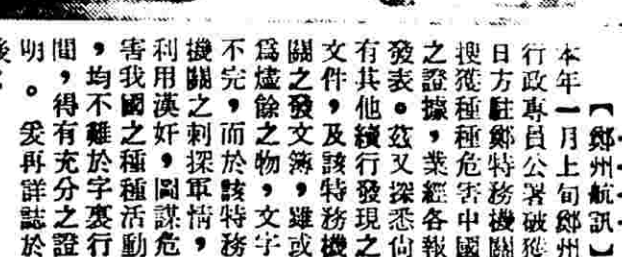 【鄭州航訊】
本年一月上旬鄭州
行政專員公署破獲
日方駐鄭特務機關
搜獲種種危害中國
之證據，業經各報
發表。茲又探悉尙
有其他續行發現之
文件，及該特務機
關之發文簿，雖或
爲燼餘之物，文字
不完，而於該特務
機關之刺探軍情，
利用漢奸，圖謀危
害我國之種種活動
，均不難於字裏行
間，得有充分之證
明。爰再詳誌於
後